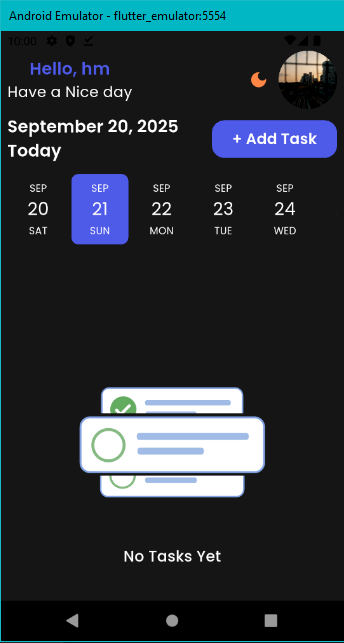 Android Emulator - flutter_emulator:5554
10:00
Hello, hm
Have a Nice day
September 20, 2025
Today
+ Add Task
SEP SEP SEP SEP SEP
20 21 22 23 24
SAT SUN MON TUE WED
No Tasks Yet